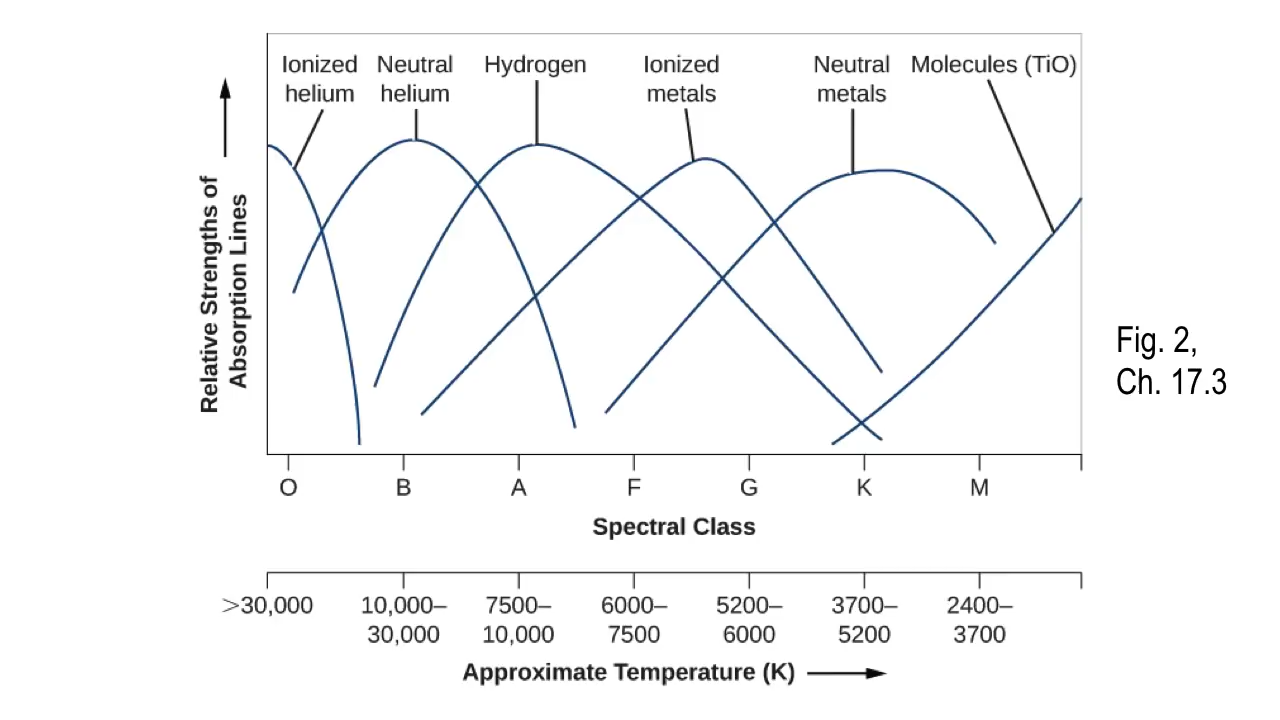 Ionized
helium
Neutral
helium
Hydrogen
Ionized
metals
Neutral
metals
Molecules (TiO)
Relative Strengths of
Absorption Lines
O B A F G K M
Spectral Class
>30,000
10,000–
30,000
7500–
10,000
6000–
7500
5200–
6000
3700–
5200
2400–
3700
Approximate Temperature (K)
Fig. 2,
Ch. 17.3